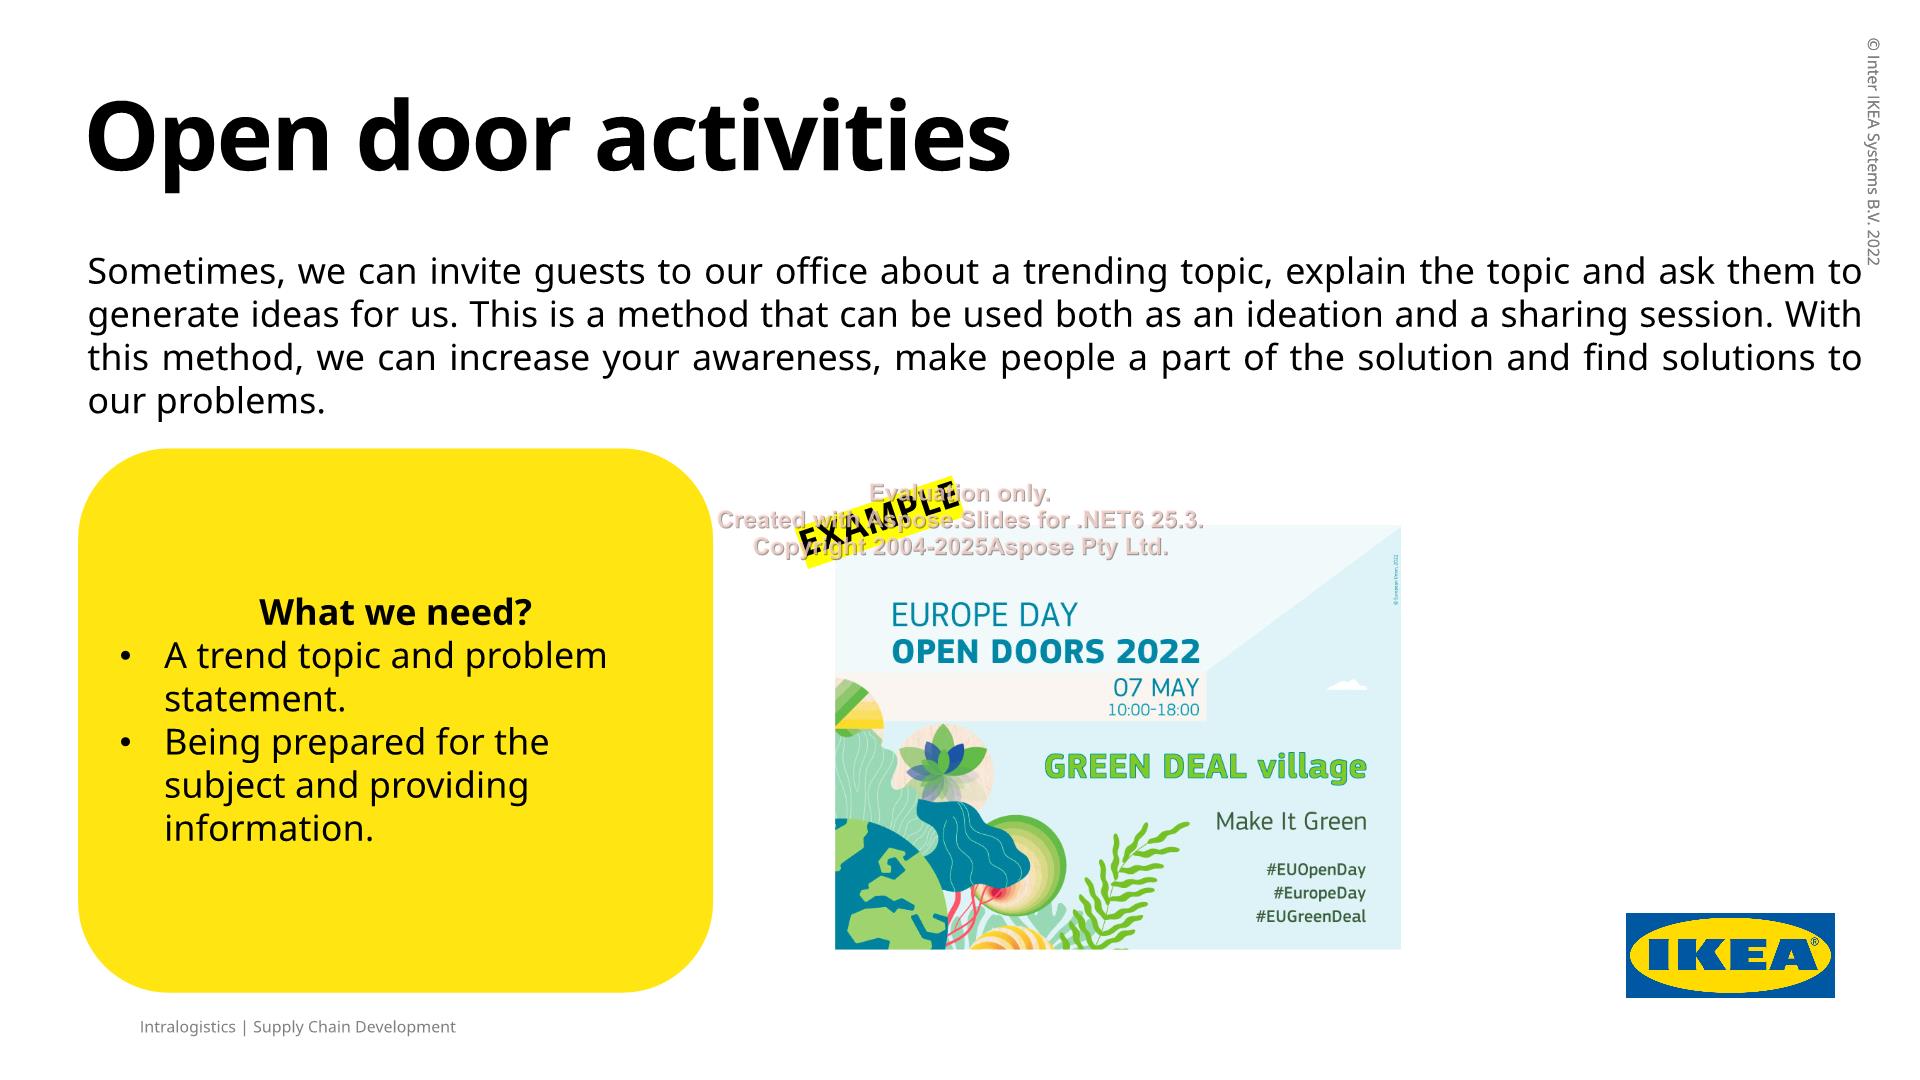 © Inter IKEA Systems B.V. 2022
Open door activities
Sometimes, we can invite guests to our office about a trending topic, explain the topic and ask them to
generate ideas for us. This is a method that can be used both as an ideation and a sharing session. With
this method, we can increase your awareness, make people a part of the solution and find solutions to
our problems.
What we need?
• A trend topic and problem
statement.
• Being prepared for the
subject and providing
information.
EXAMPLE
Evaluation only.
Created with Aspose.Slides for .NET6 25.3.
Copyright 2004-2025Aspose Pty Ltd.
© European Union, 2022
EUROPE DAY
OPEN DOORS 2022
07 MAY
10:00-18:00
GREEN DEAL village
Make It Green
#EUOpenDay
#EuropeDay
#EUGreenDeal
IKEA®
Intralogistics | Supply Chain Development